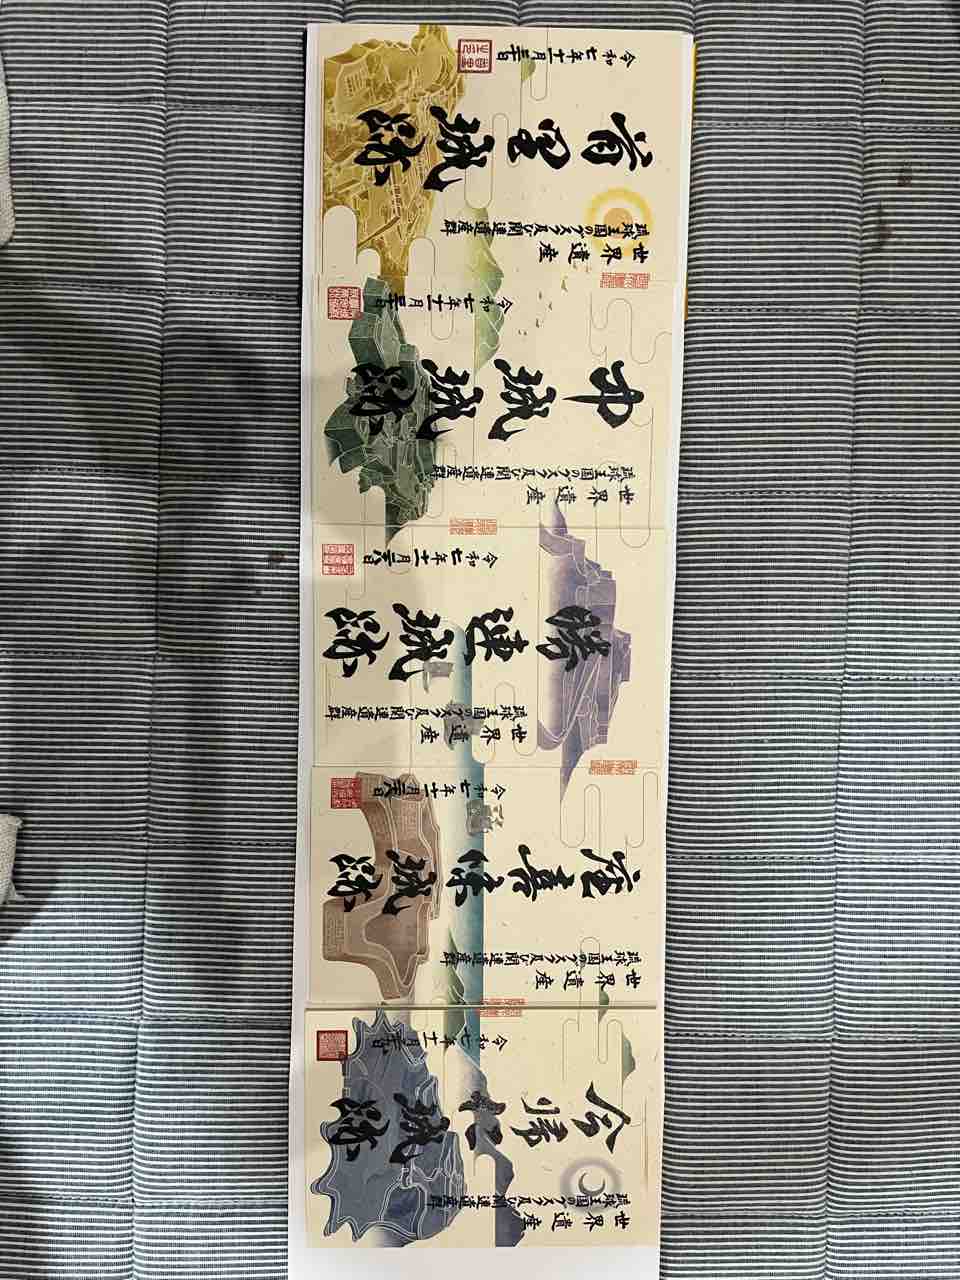 世界遺産
琉球王国のグスク及び関連遺産群
今帰仁城跡
令和七年十一月
世界遺産
琉球王国のグスク及び関連遺産群
座喜味城跡
令和七年十一月
世界遺産
琉球王国のグスク及び関連遺産群
勝連城跡
令和七年十一月二八日
世界遺産
琉球王国のグスク及び関連遺産群
中城城跡
令和七年十一月
世界遺産
琉球王国のグスク及び関連遺産群
首里城跡
令和七年十一月三十日